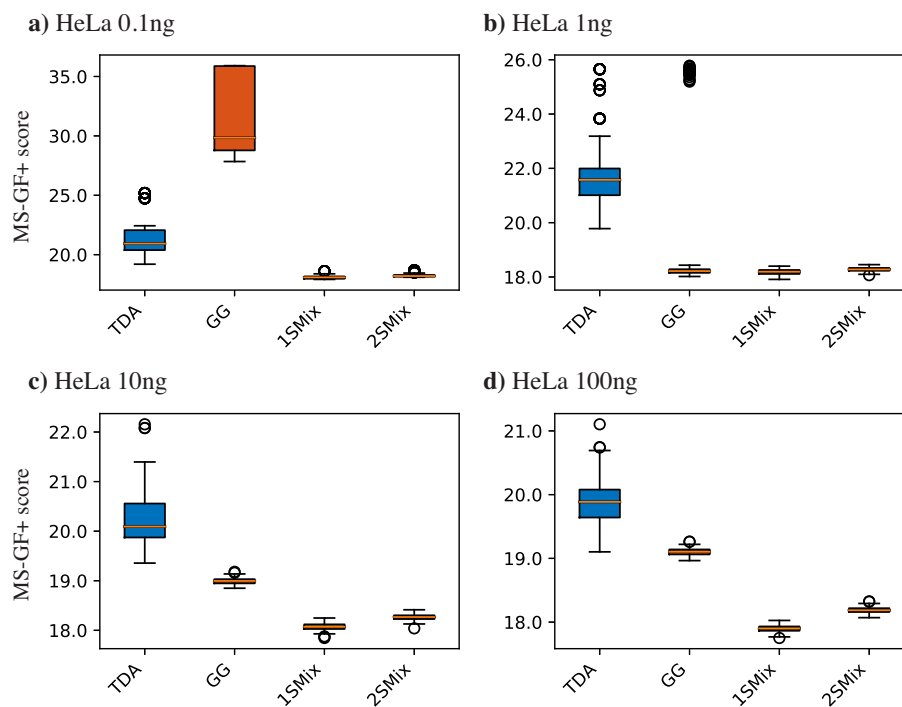 a) HeLa 0.1ng
MS-GF+ score
35.0
30.0
25.0
20.0
TDA
GG
1SMix
2SMix
b) HeLa 1ng
26.0
24.0
22.0
20.0
18.0
TDA
GG
1SMix
2SMix
c) HeLa 10ng
MS-GF+ score
22.0
21.0
20.0
19.0
18.0
TDA
GG
1SMix
2SMix
d) HeLa 100ng
21.0
20.0
19.0
18.0
TDA
GG
1SMix
2SMix